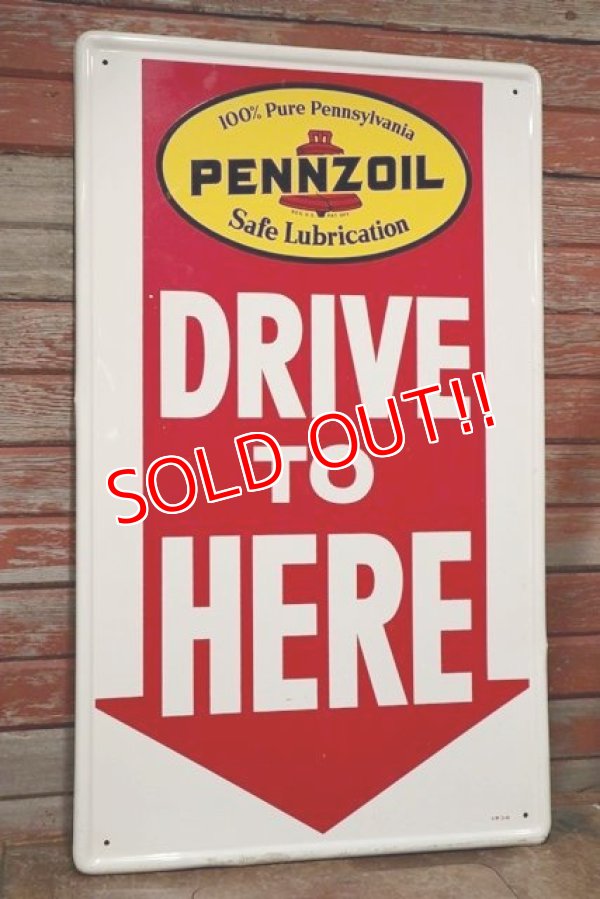 100% Pure Pennsylvania
PENNZOIL
Safe Lubrication
DRIVE
TO
HERE
SOLD OUT!!